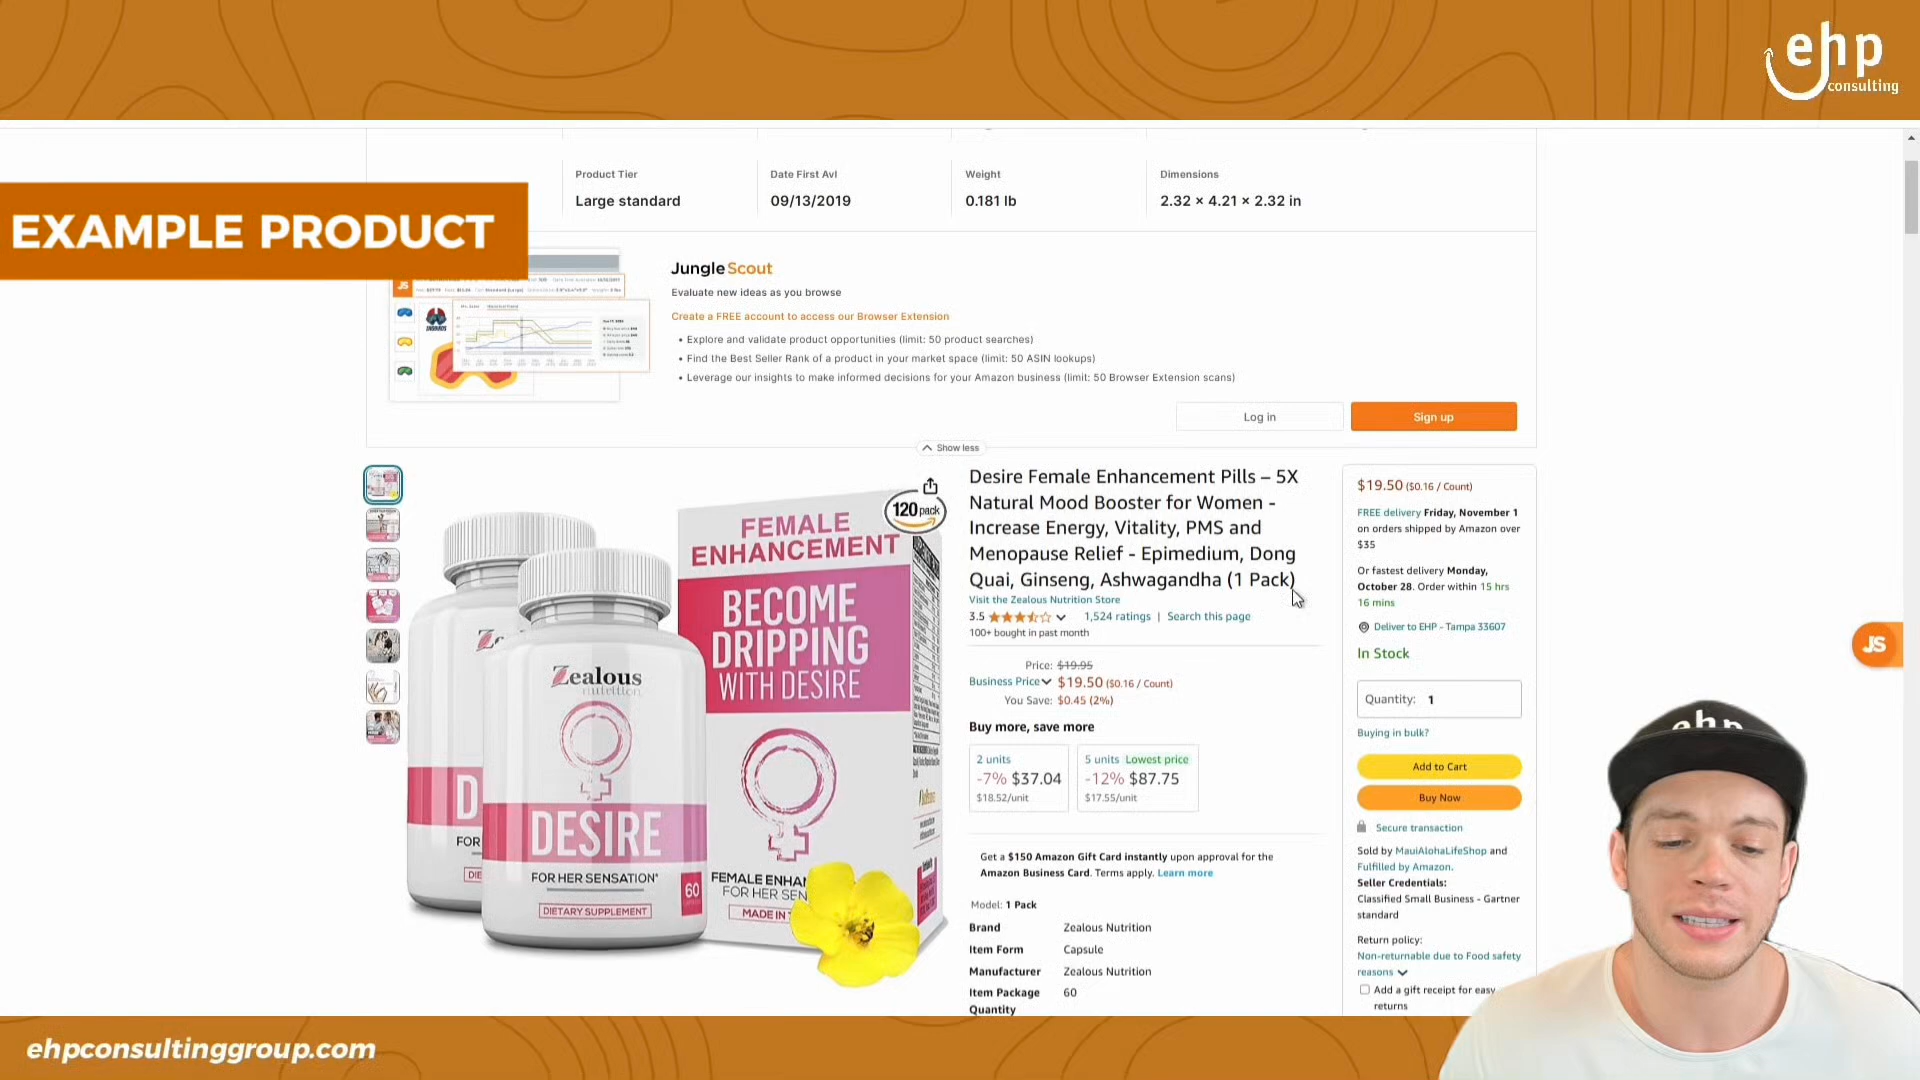 ehp
consulting
Product Tier
Date First Avl
Weight
Dimensions
Large standard
09/13/2019
0.181 lb
2.32 × 4.21 × 2.32 in
EXAMPLE PRODUCT
JungleScout
Evaluate new ideas as you browse
Create a FREE account to access our Browser Extension
• Explore and validate product opportunities (limit: 50 product searches)
• Find the Best Seller Rank of a product in your market space (limit: 50 ASIN lookups)
• Leverage our insights to make informed decisions for your Amazon business (limit: 50 Browser Extension scans)
Log in
Sign up
Show less
JS
120 pack
FEMALE
ENHANCEMENT
BECOME
DRIPPING
WITH DESIRE
Zealous
nutrition
DESIRE
FOR HER SENSATION*
DIETARY SUPPLEMENT
60
D
FOR
DIE
FEMALE ENHA
FOR HER SEN
MADE IN
Desire Female Enhancement Pills – 5X
Natural Mood Booster for Women -
Increase Energy, Vitality, PMS and
Menopause Relief - Epimedium, Dong
Quai, Ginseng, Ashwagandha (1 Pack)
Visit the Zealous Nutrition Store
3.5
1,524 ratings | Search this page
100+ bought in past month
Price: $19.95
Business Price $19.50 ($0.16 / Count)
You Save: $0.45 (2%)
Buy more, save more
2 units
-7% $37.04
$18.52/unit
5 units Lowest price
-12% $87.75
$17.55/unit
Get a $150 Amazon Gift Card instantly upon approval for the
Amazon Business Card. Terms apply. Learn more
Model: 1 Pack
Brand Zealous Nutrition
Item Form Capsule
Manufacturer Zealous Nutrition
Item Package 60
Quantity
$19.50 ($0.16 / Count)
FREE delivery Friday, November 1
on orders shipped by Amazon over
$35
Or fastest delivery Monday,
October 28. Order within 15 hrs
16 mins
Deliver to EHP - Tampa 33607
In Stock
Quantity: 1
Buying in bulk?
Add to Cart
Buy Now
Secure transaction
Sold by MauiAlohaLifeShop and
Fulfilled by Amazon.
Seller Credentials:
Classified Small Business - Gartner
standard
Return policy:
Non-returnable due to Food safety
reasons
Add a gift receipt for easy
returns
JS
ehp
ehpconsultinggroup.com